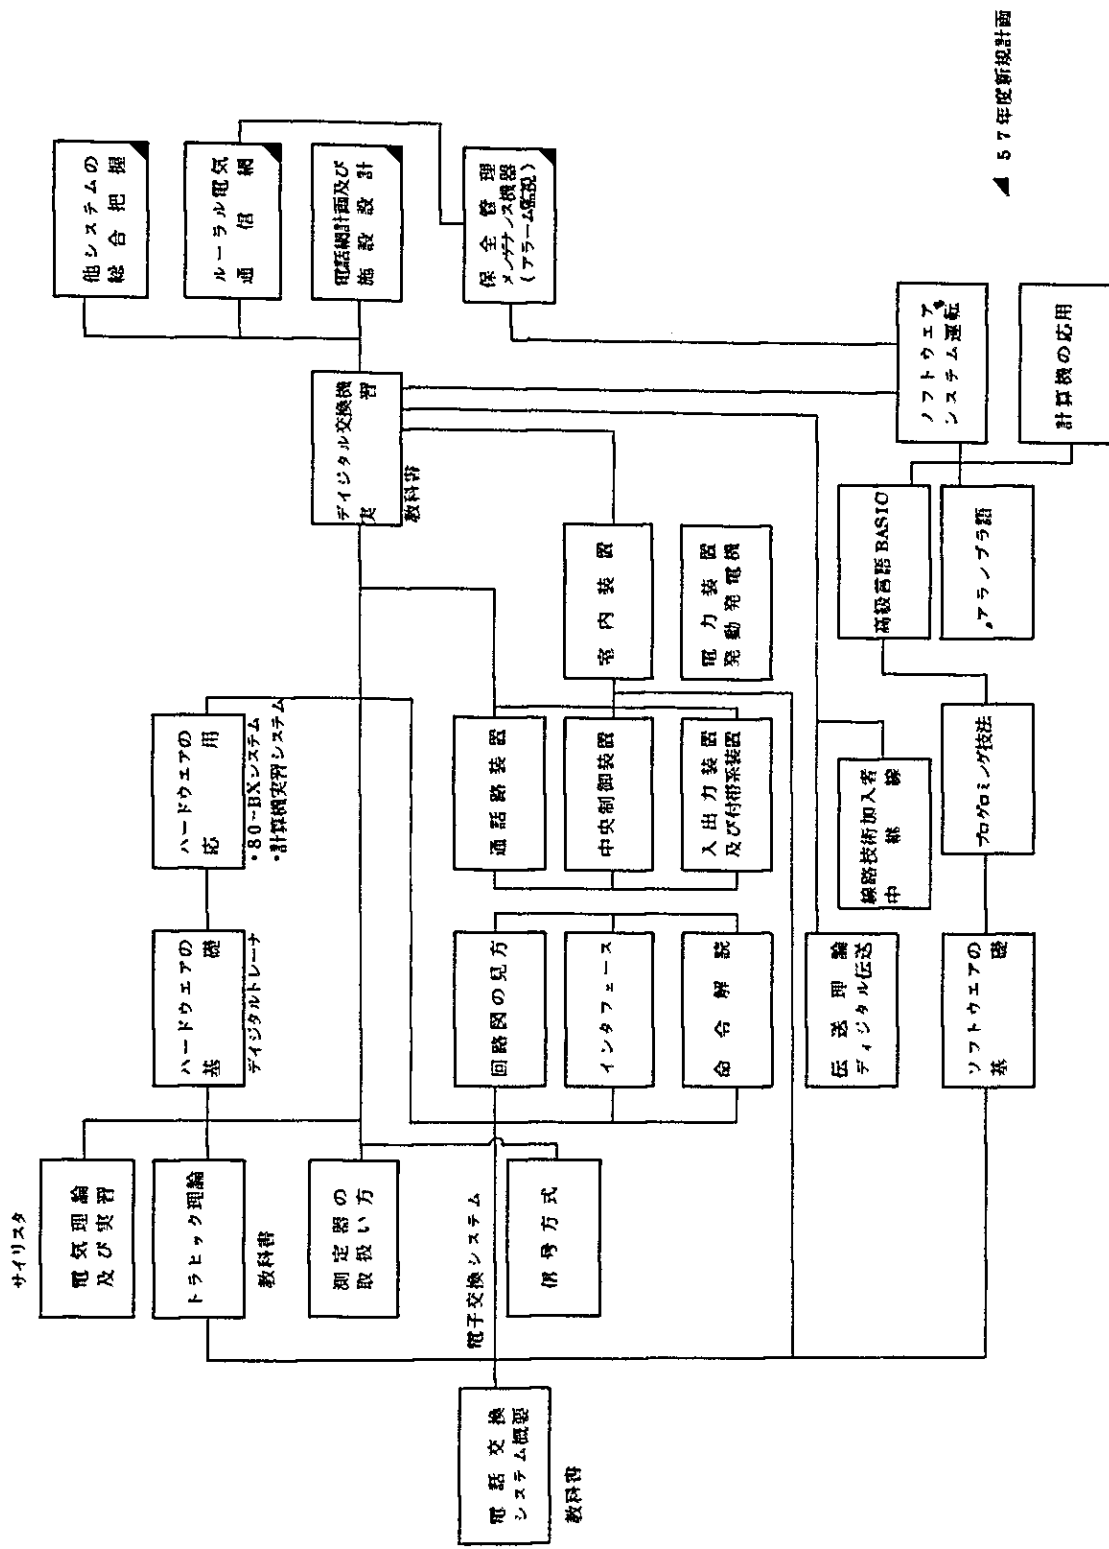 電話交換
システム概要
教科書
サイリスタ
電気理論
及び実習
トラヒック理論
教科書
測定器の
取扱い方
電子交換システム
信号方式
ハードウエアの
基礎
ディジタルトレーナ
回路図の見方
インタフェース
命令解読
伝送理論
ディジタル伝送
ソフトウエアの
基礎
ハードウエアの
応用
・80-BXシステム
・計算機実習システム
通話路装置
中央制御装置
入出力装置
及び付帯系装置
線路技術加入者線
中継
プログロミング技法
室内装置
電力装置
発動発電機
高級言語BASIC
アランブラ語
ディジタル交換機
実習
教科書
ソフトウエア
システム運転
計算機の応用
他システムの
総合把握
ルーラル電気
通信網
電話網計画及び
施設設計
保全管理
メンテナンス機器
(アラーム監視)
57年度新規計画